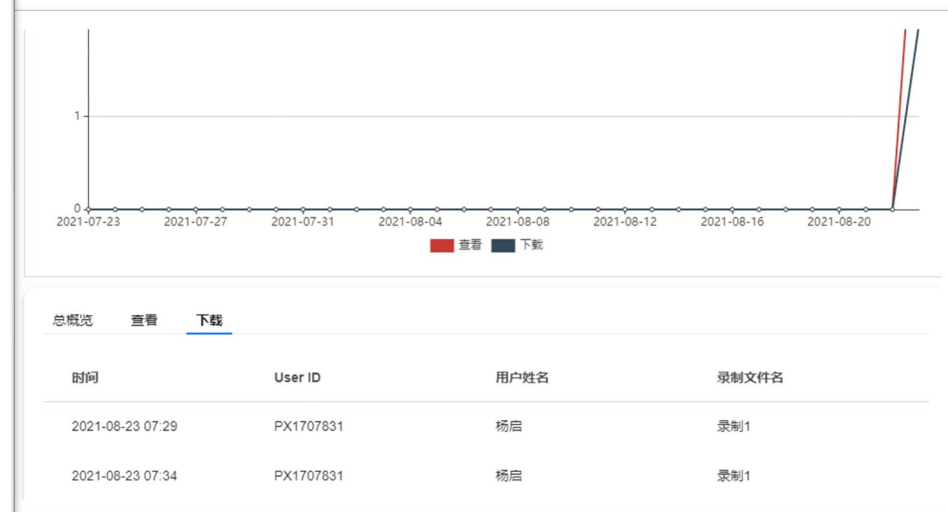 1
0
2021-07-23 2021-07-27 2021-07-31 2021-08-04 2021-08-08 2021-08-12 2021-08-16 2021-08-20
查看 下载
总概览 查看 下载
时间 User ID 用户姓名 录制文件名
2021-08-23 07:29 PX1707831 杨启 录制1
2021-08-23 07:34 PX1707831 杨启 录制1